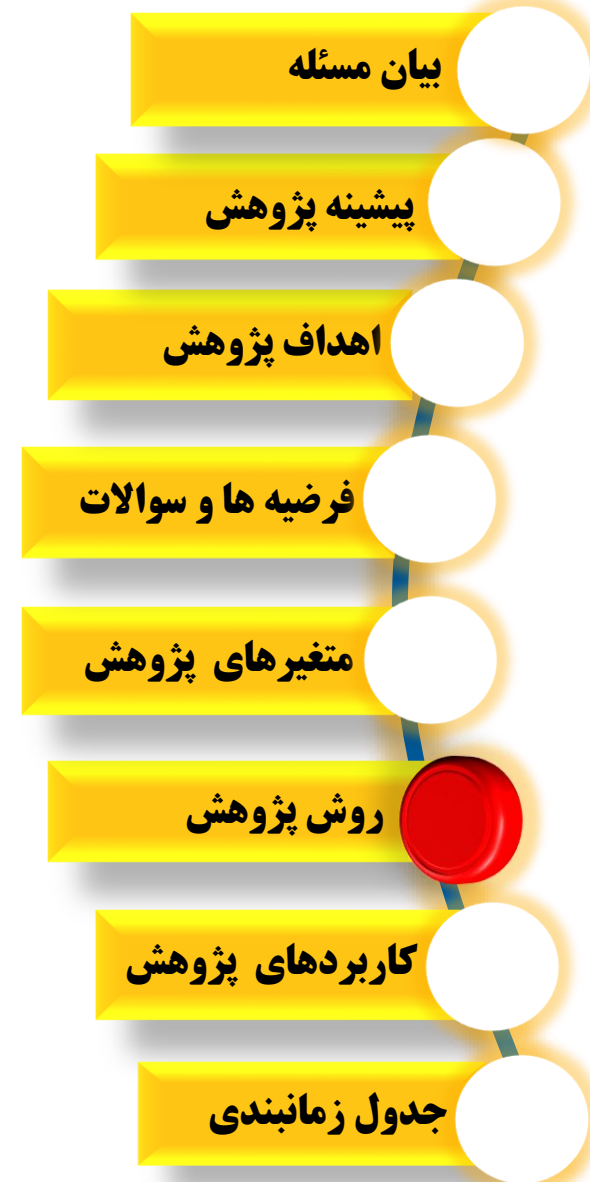 بیان مسئله
پیشینه پژوهش
اهداف پژوهش
فرضیه ها و سوالات
متغیرهای پژوهش
روش پژوهش
کاربردهای پژوهش
جدول زمانبندی